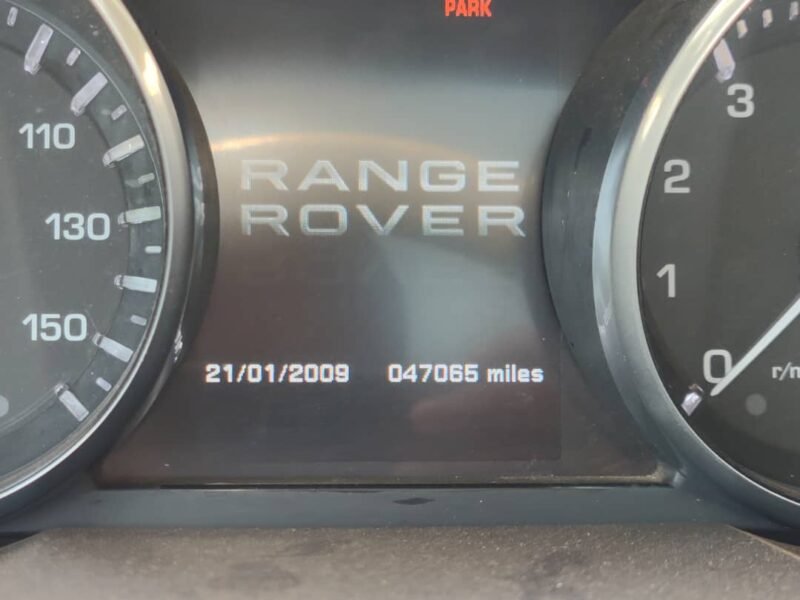 PARK
110
130
150
RANGE
ROVER
21/01/2009 047065 miles
3
2
1
0